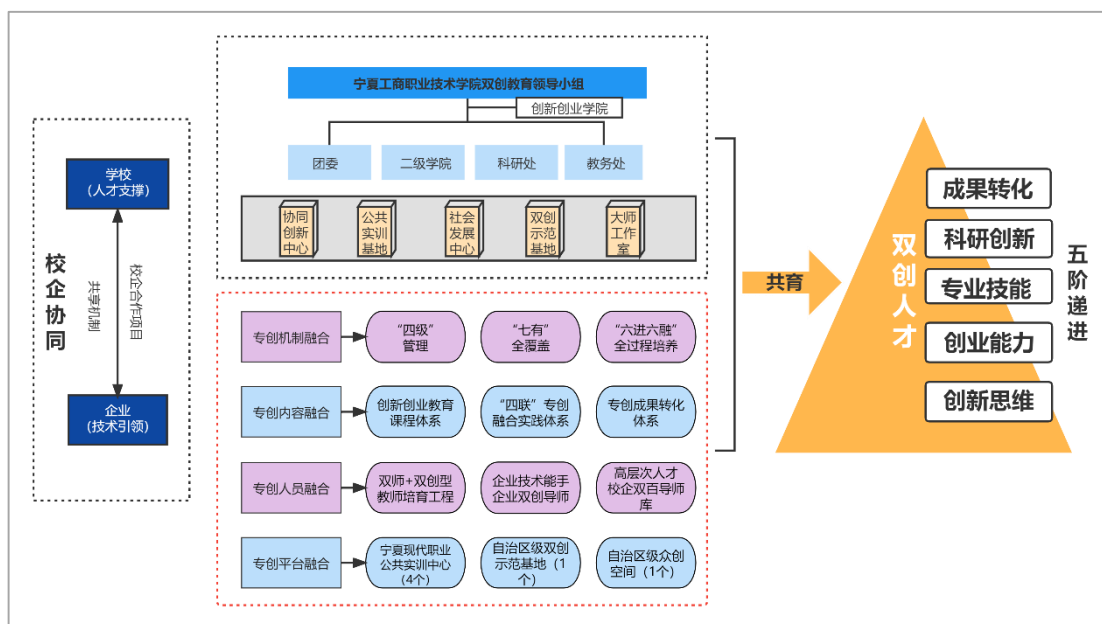 校企协同
学校
(人才支撑)
共享机制
校企合作项目
企业
(技术引领)
宁夏工商职业技术学院双创教育领导小组
创新创业学院
团委
二级学院
科研处
教务处
协同
创新
中心
公共
实训
基地
社会
发展
中心
双创
示范
基地
大师
工作
室
专创机制融合
“四级”
管理
“七有”
全覆盖
“六进六融”
全过程培养
专创内容融合
创新创业教育
课程体系
“四联”专创
融合实践体系
专创成果转化
体系
专创人员融合
双师+双创型
教师培育工程
企业技术能手
企业双创导师
高层次人才
校企双百导师
库
专创平台融合
宁夏现代职业
公共实训中心
(4个)
自治区级双创
示范基地（1
个）
自治区级众创
空间（1个）
共育
双创人才
成果转化
科研创新
专业技能
创业能力
创新思维
五阶递进